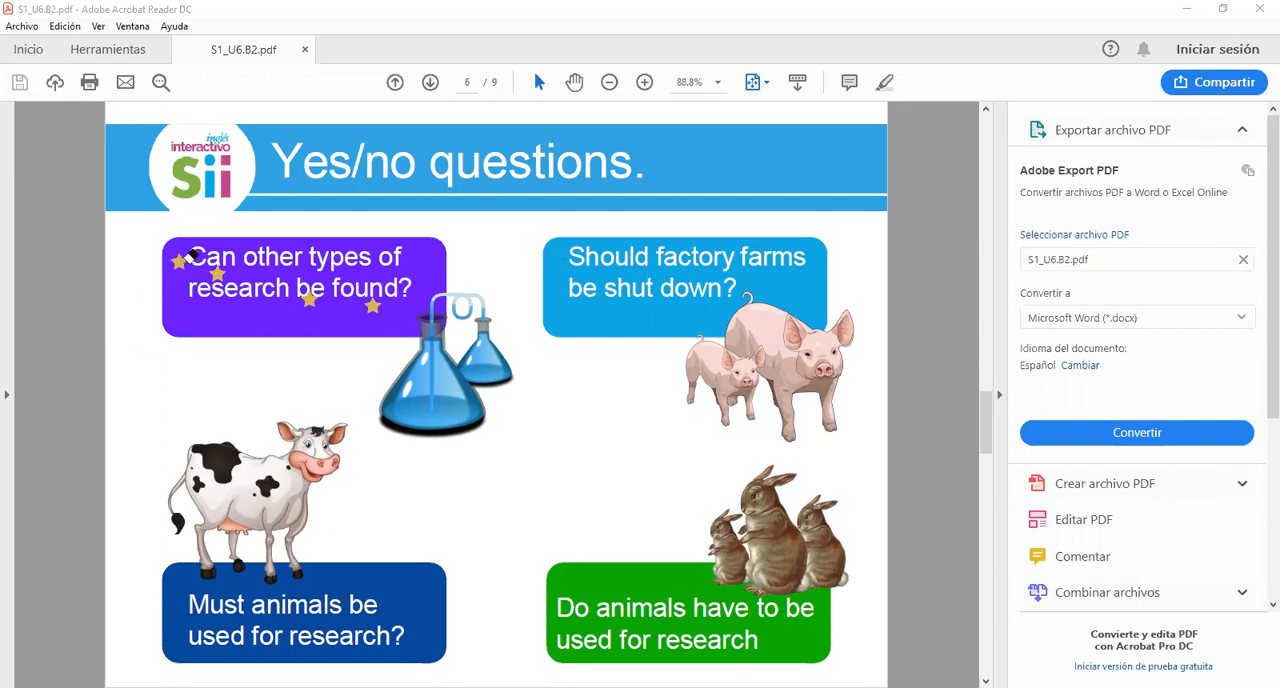 S1_U6.B2.pdf - Adobe Acrobat Reader DC
Archivo Edición Ver Ventana Ayuda
Inicio Herramientas S1_U6.B2.pdf × Iniciar sesión
6 / 9 88.8% Compartir
inglés
interactivo
Sii
Yes/no questions.
Can other types of
research be found?
Should factory farms
be shut down?
Must animals be
used for research?
Do animals have to be
used for research
Exportar archivo PDF
Adobe Export PDF
Convertir archivos PDF a Word o Excel Online
Seleccionar archivo PDF
S1_U6.B2.pdf
Convertir a
Microsoft Word (*.docx)
Idioma del documento:
Español Cambiar
Convertir
Crear archivo PDF
Editar PDF
Comentar
Combinar archivos
Convierte y edita PDF
con Acrobat Pro DC
Iniciar versión de prueba gratuita